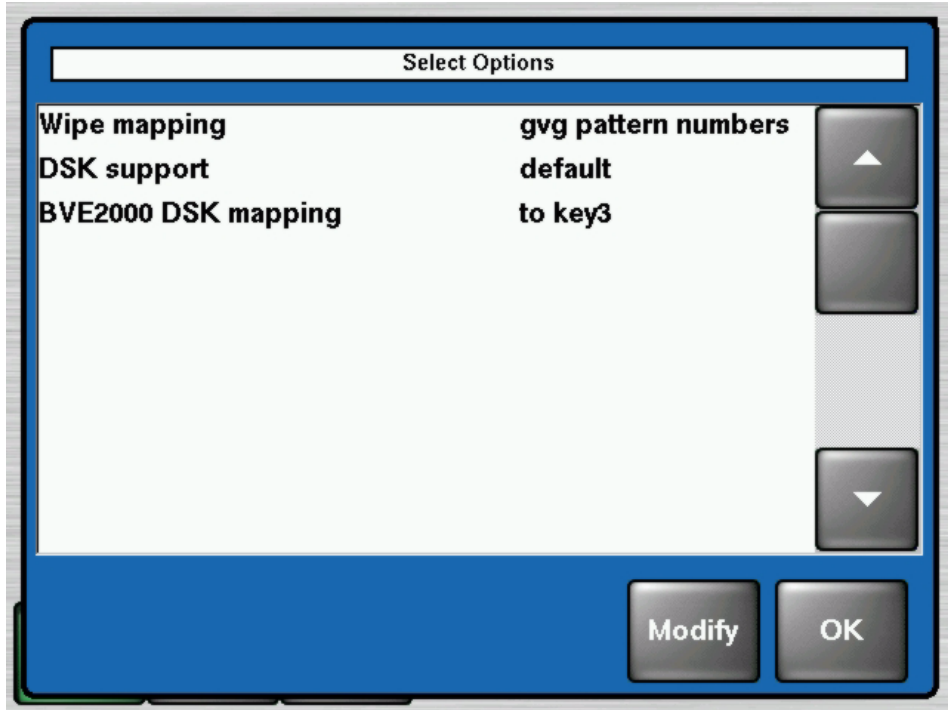 Select Options
Wipe mapping gvg pattern numbers
DSK support default
BVE2000 DSK mapping to key3
Modify OK